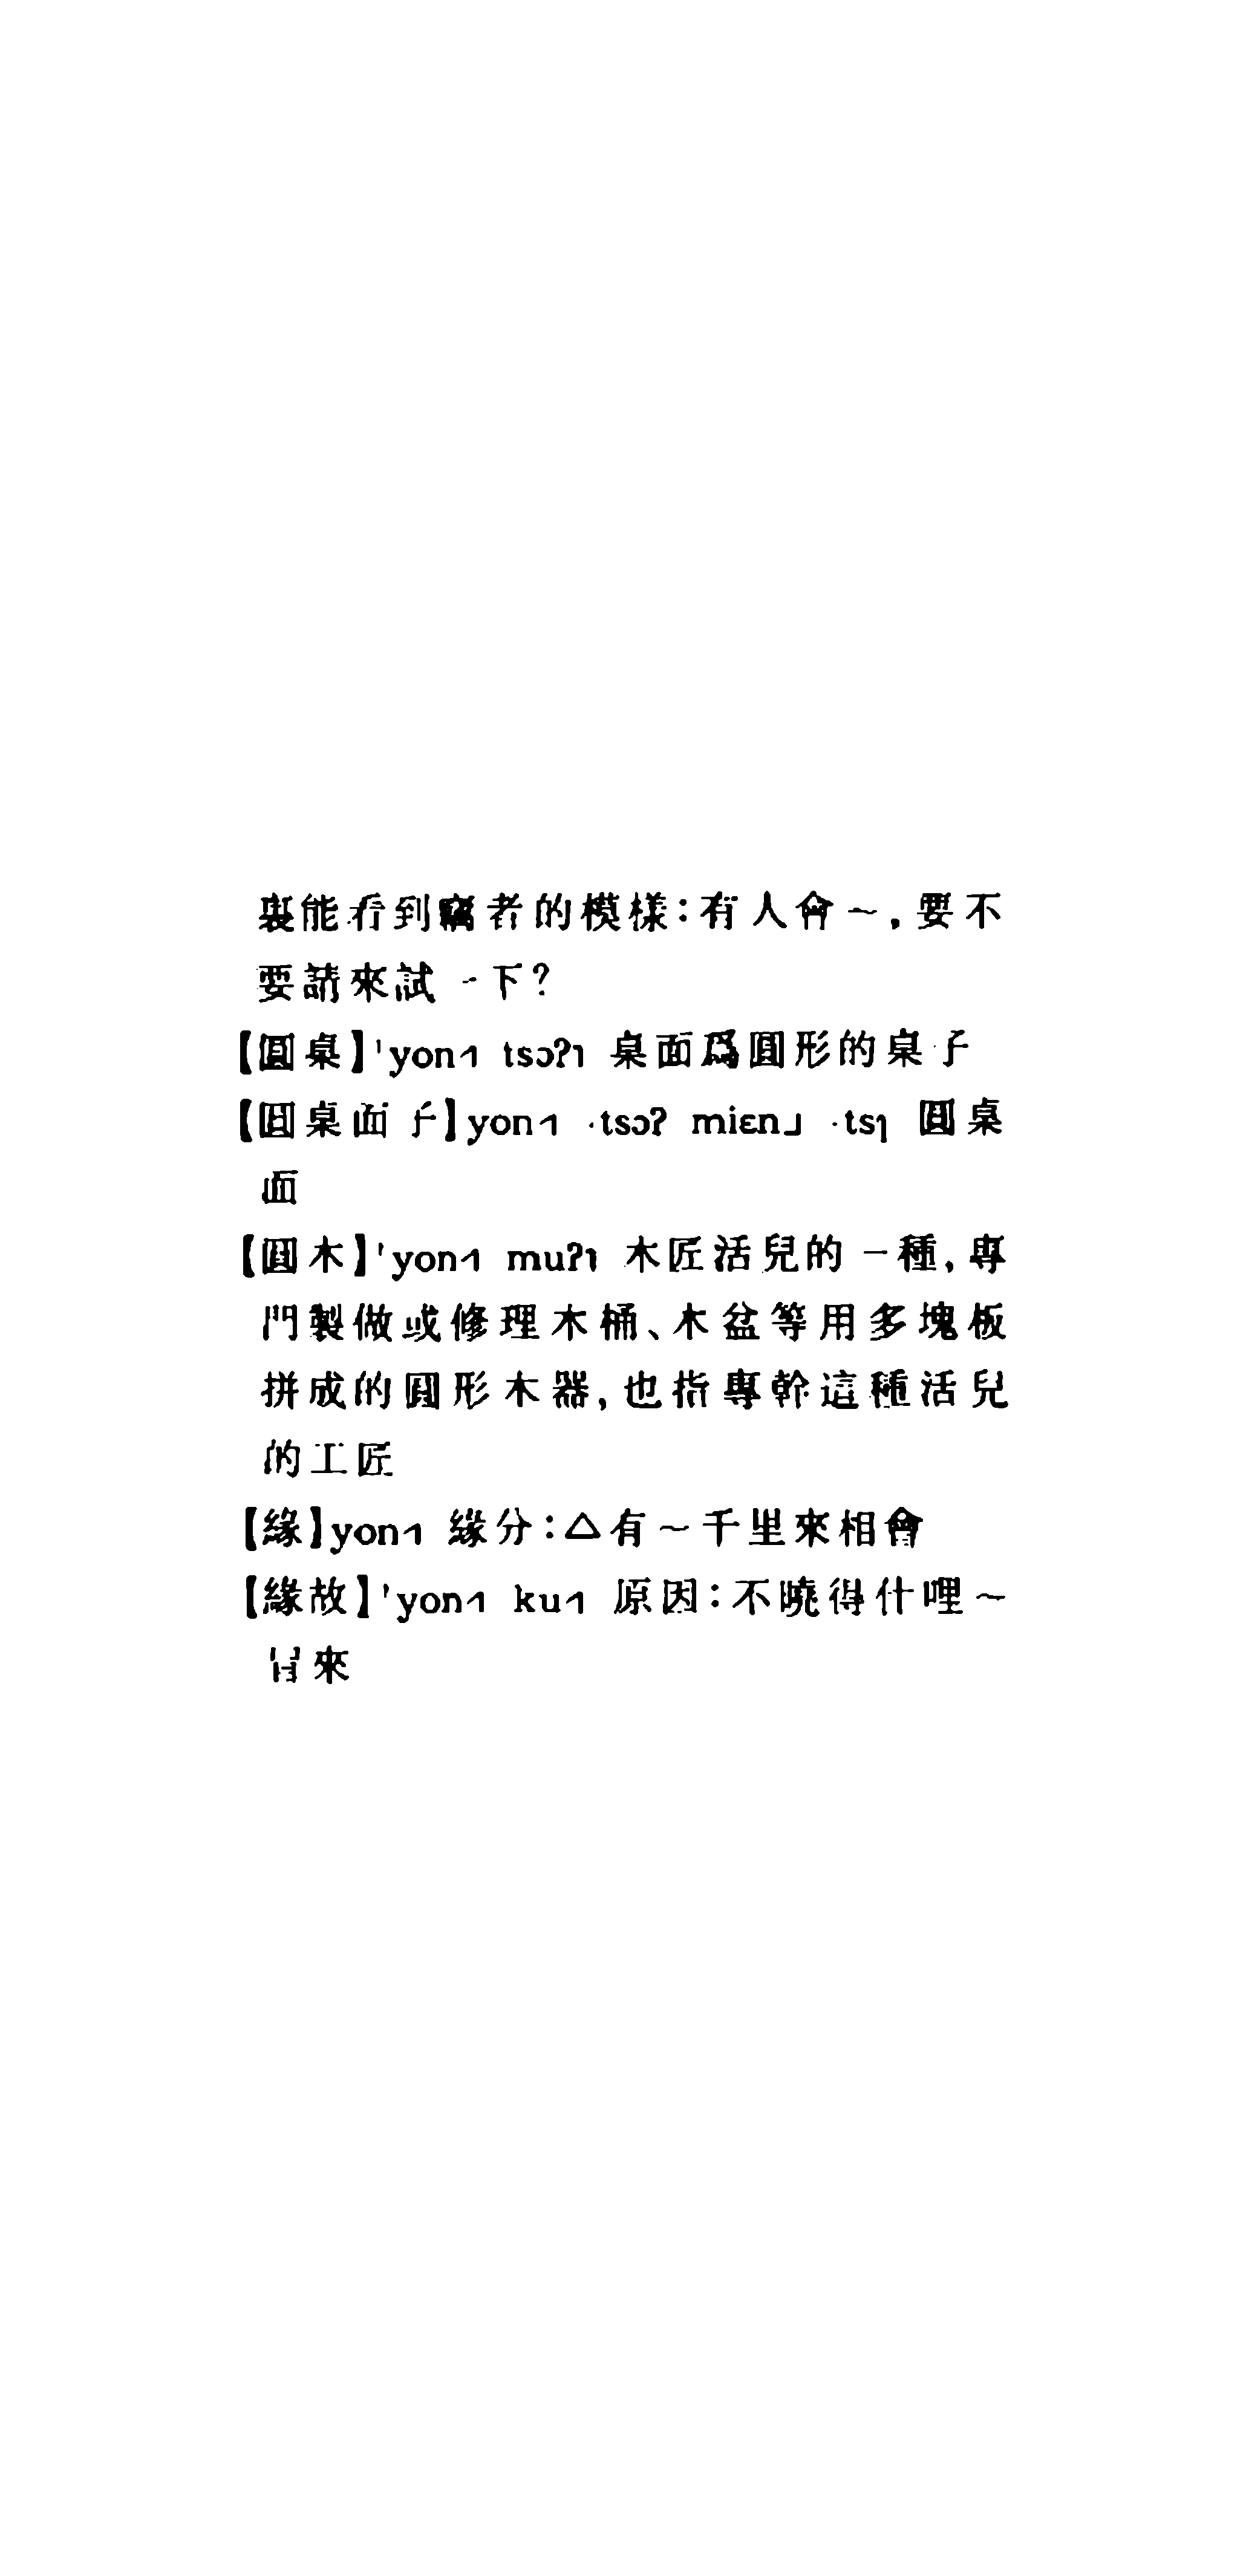 裏能看到竊者的模樣：有人會～，要不
要請來試一下？
【圓桌】'yon˧˥ tsɔʔ˥ 桌面爲圓形的桌子
【圓桌面子】yon˧˥ ·tsɔʔ miɛn˩ ·tsɿ 圓桌
面
【圓木】'yon˧˥ muʔ˥ 木匠活兒的一種，專
門製做或修理木桶、木盆等用多塊板
拼成的圓形木器，也指專幹這種活兒
的工匠
【緣】yon˧˥ 緣分：△有～千里來相會
【緣故】'yon˧˥ ku˧˥ 原因：不曉得什哩～
冒來